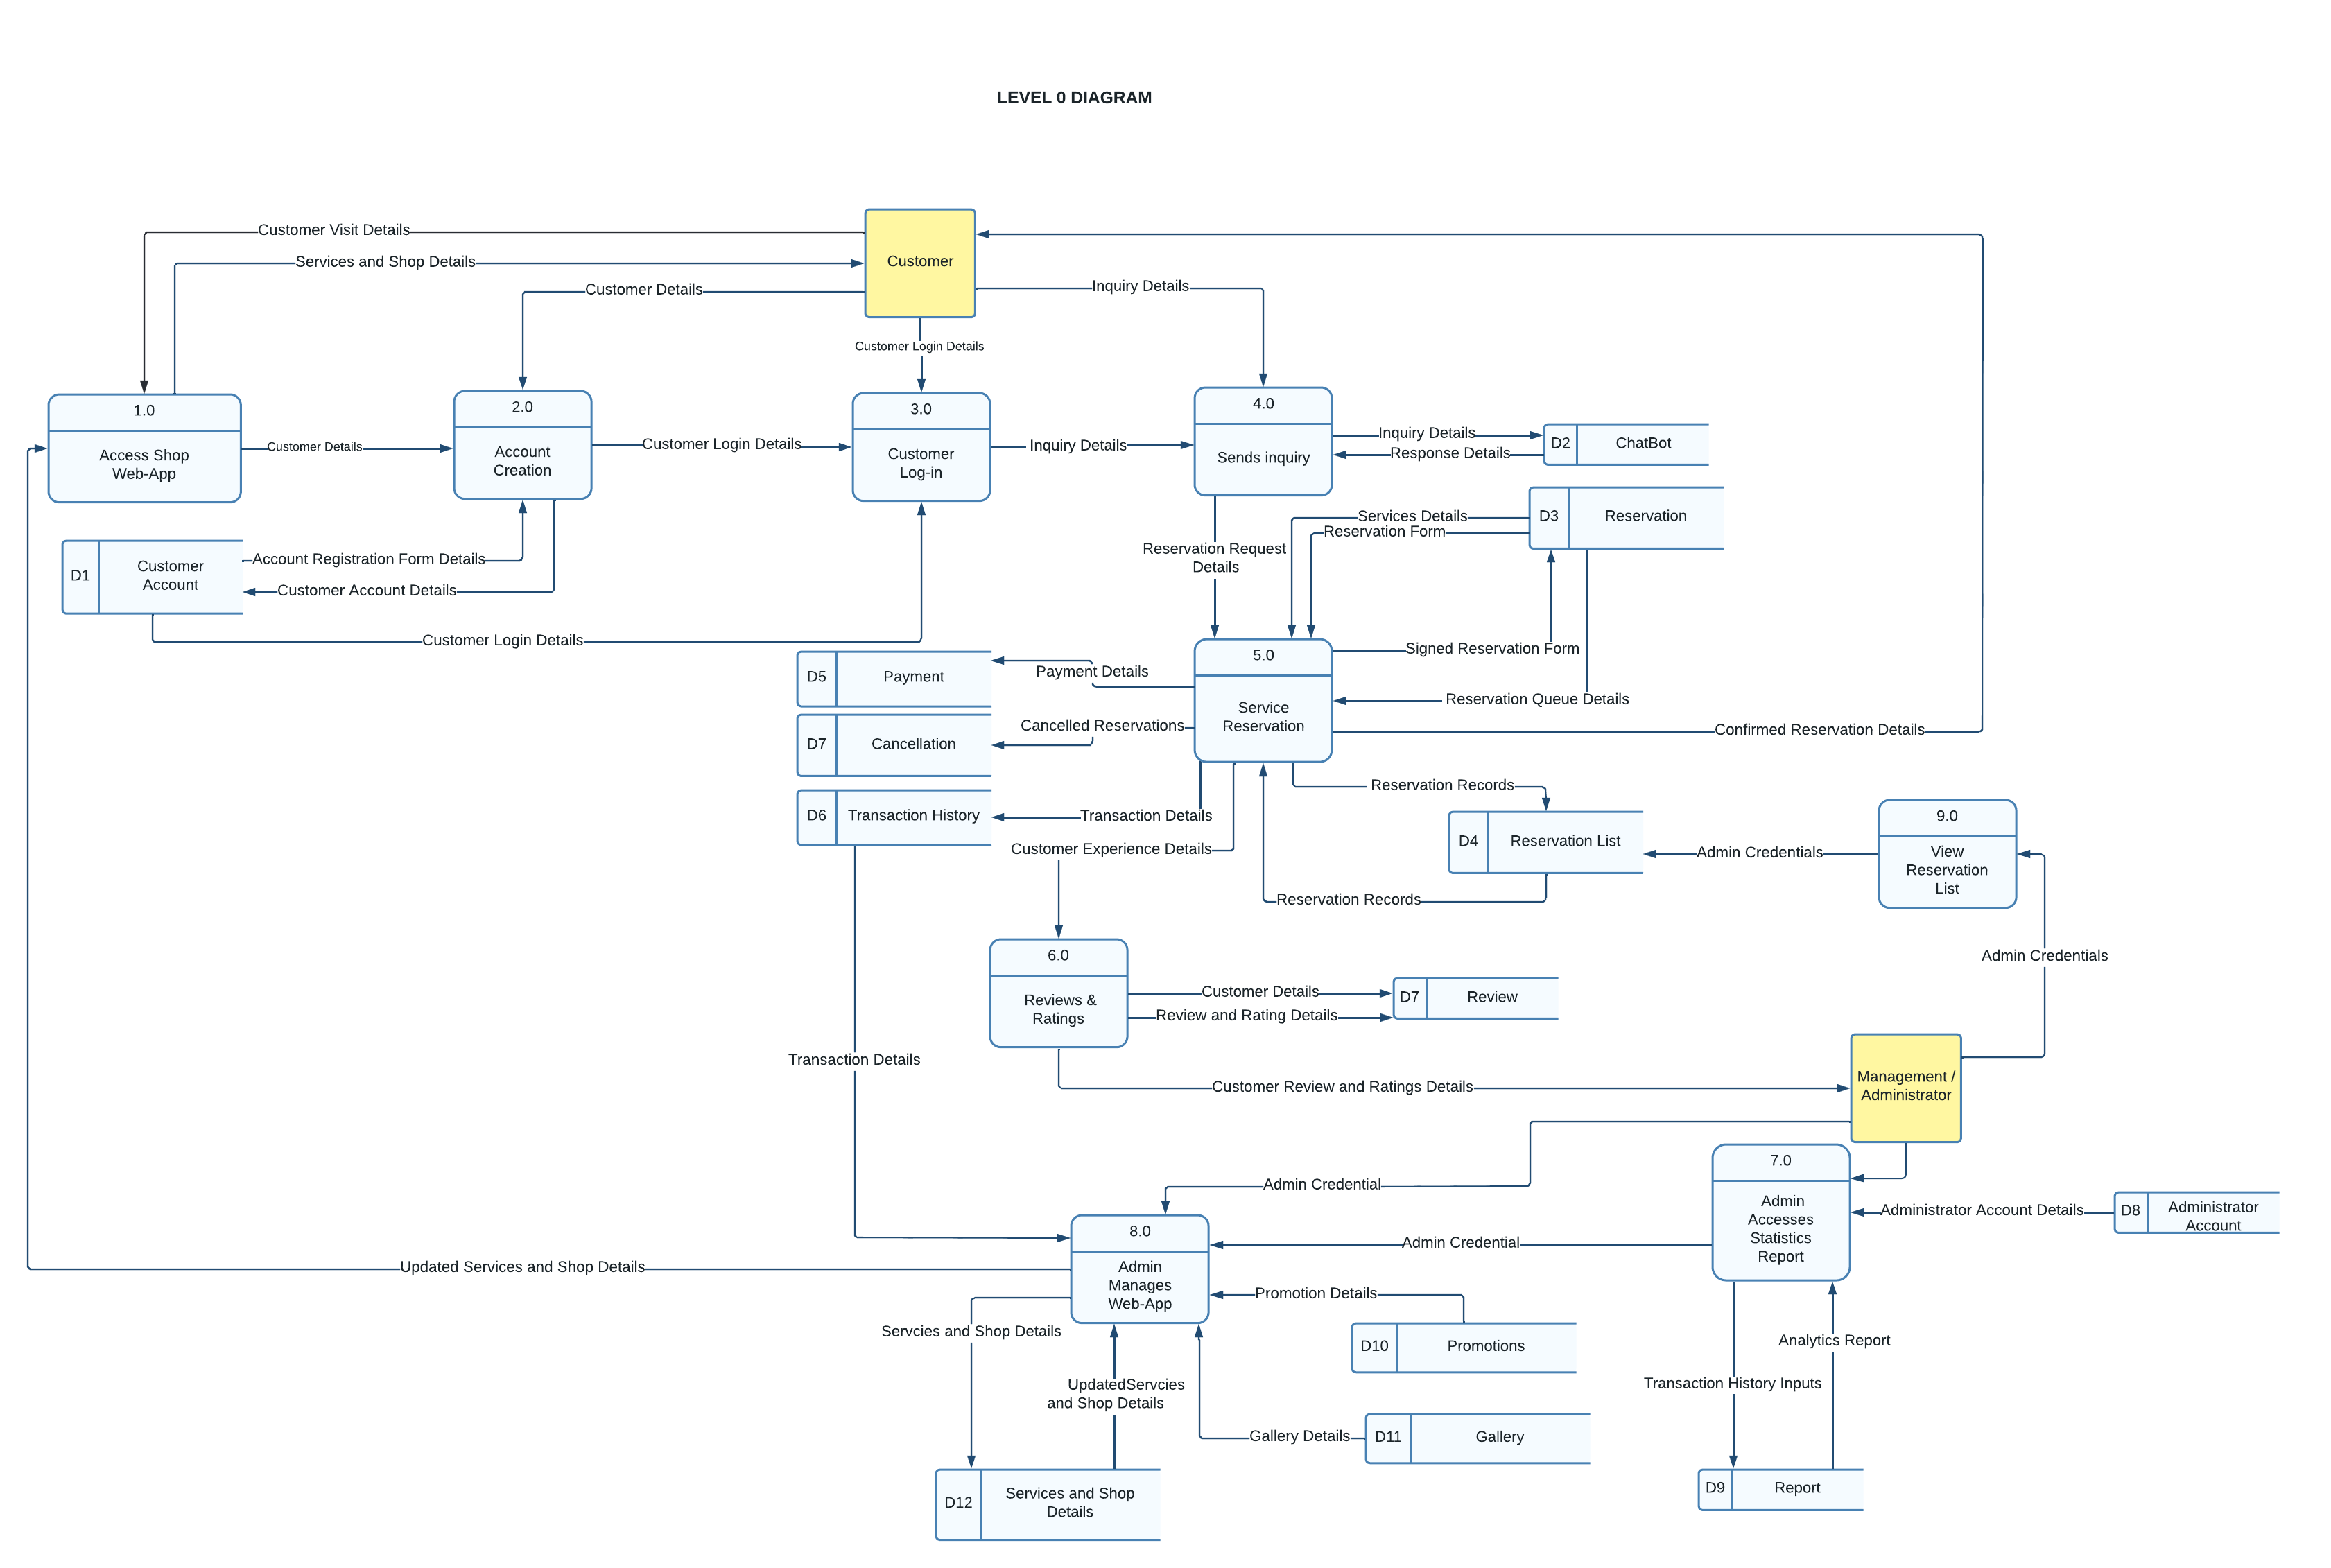 LEVEL 0 DIAGRAM
Customer Visit Details
Services and Shop Details
Customer
Customer Details
Inquiry Details
Customer Login Details
1.0
Access Shop
Web-App
Customer Details
2.0
Account
Creation
Customer Login Details
3.0
Customer
Log-in
Inquiry Details
4.0
Sends inquiry
Inquiry Details
Response Details
D2
ChatBot
D3
Reservation
Services Details
Reservation Form
Reservation Request
Details
D1
Customer
Account
Account Registration Form Details
Customer Account Details
Customer Login Details
5.0
Service
Reservation
Signed Reservation Form
Reservation Queue Details
Confirmed Reservation Details
D5
Payment
Payment Details
D7
Cancellation
Cancelled Reservations
D6
Transaction History
Transaction Details
Customer Experience Details
Reservation Records
D4
Reservation List
Reservation Records
Admin Credentials
9.0
View
Reservation
List
Admin Credentials
6.0
Reviews &
Ratings
Customer Details
Review and Rating Details
D7
Review
Transaction Details
Customer Review and Ratings Details
Management /
Administrator
Admin Credential
7.0
Admin
Accesses
Statistics
Report
Administrator Account Details
D8
Administrator
Account
8.0
Admin
Manages
Web-App
Admin Credential
Updated Services and Shop Details
Promotion Details
D10
Promotions
Servcies and Shop Details
UpdatedServcies
and Shop Details
Analytics Report
Transaction History Inputs
Gallery Details
D11
Gallery
D12
Services and Shop
Details
D9
Report